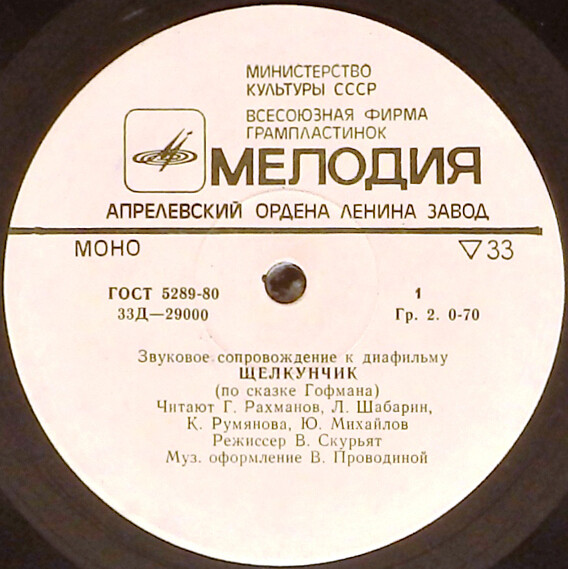 МИНИСТЕРСТВО
КУЛЬТУРЫ СССР
ВСЕСОЮЗНАЯ ФИРМА
ГРАМПЛАСТИНОК
МЕЛОДИЯ
АПРЕЛЕВСКИЙ ОРДЕНА ЛЕНИНА ЗАВОД
МОНО ▽33
ГОСТ 5289-80 1
33Д—29000 Гр. 2. 0-70
Звуковое сопровождение к диафильму
ЩЕЛКУНЧИК
(по сказке Гофмана)
Читают Г. Рахманов, Л. Шабарин,
К. Румянова, Ю. Михайлов
Режиссер В. Скурьят
Муз. оформление В. Проводиной